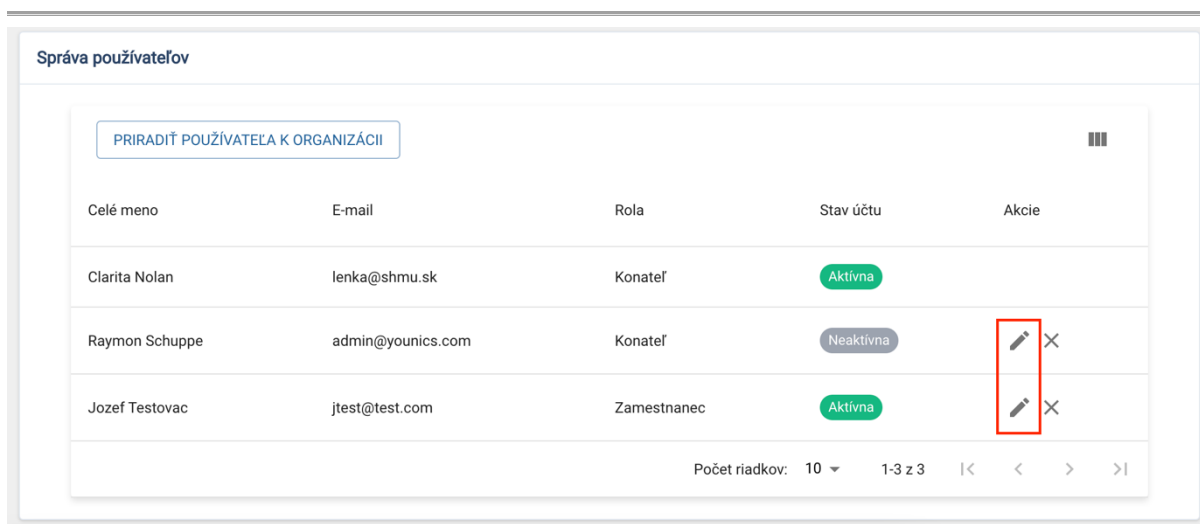 Správa používateľov
PRIRADIŤ POUŽÍVATEĽA K ORGANIZÁCII
Celé meno E-mail Rola Stav účtu Akcie
Clarita Nolan lenka@shmu.sk Konateľ Aktívna
Raymon Schuppe admin@younics.com Konateľ Neaktívna
Jozef Testovac jtest@test.com Zamestnanec Aktívna
Počet riadkov: 10 1-3 z 3